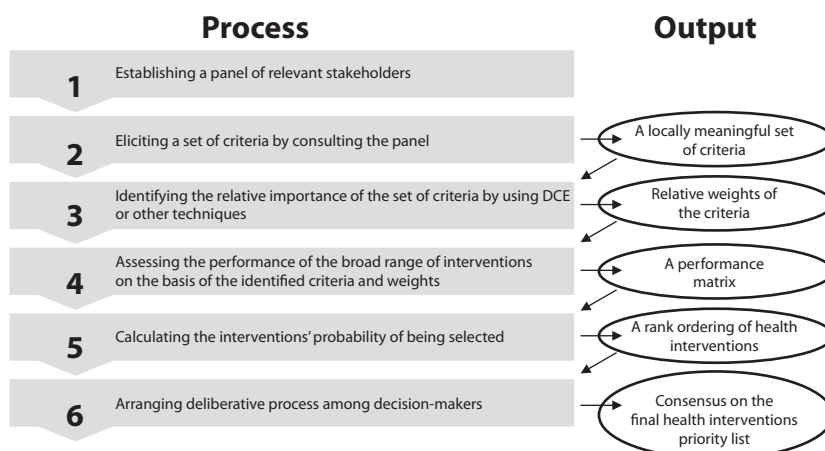 Process
Output
1
Establishing a panel of relevant stakeholders
2
Eliciting a set of criteria by consulting the panel
A locally meaningful set
of criteria
3
Identifying the relative importance of the set of criteria by using DCE
or other techniques
Relative weights of
the criteria
4
Assessing the performance of the broad range of interventions
on the basis of the identified criteria and weights
A performance
matrix
5
Calculating the interventions' probability of being selected
A rank ordering of health
interventions
6
Arranging deliberative process among decision-makers
Consensus on the
final health interventions
priority list